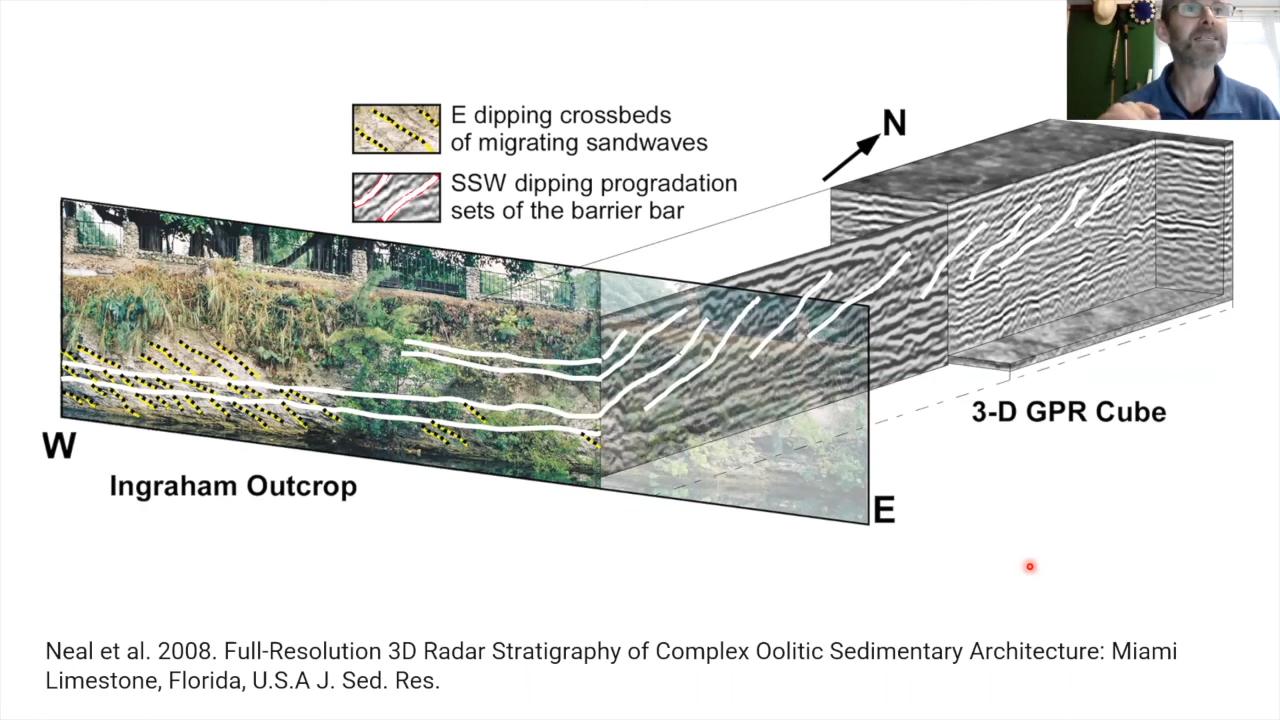 E dipping crossbeds
of migrating sandwaves
SSW dipping progradation
sets of the barrier bar
N
W
Ingraham Outcrop
E
3-D GPR Cube
Neal et al. 2008. Full-Resolution 3D Radar Stratigraphy of Complex Oolitic Sedimentary Architecture: Miami
Limestone, Florida, U.S.A J. Sed. Res.